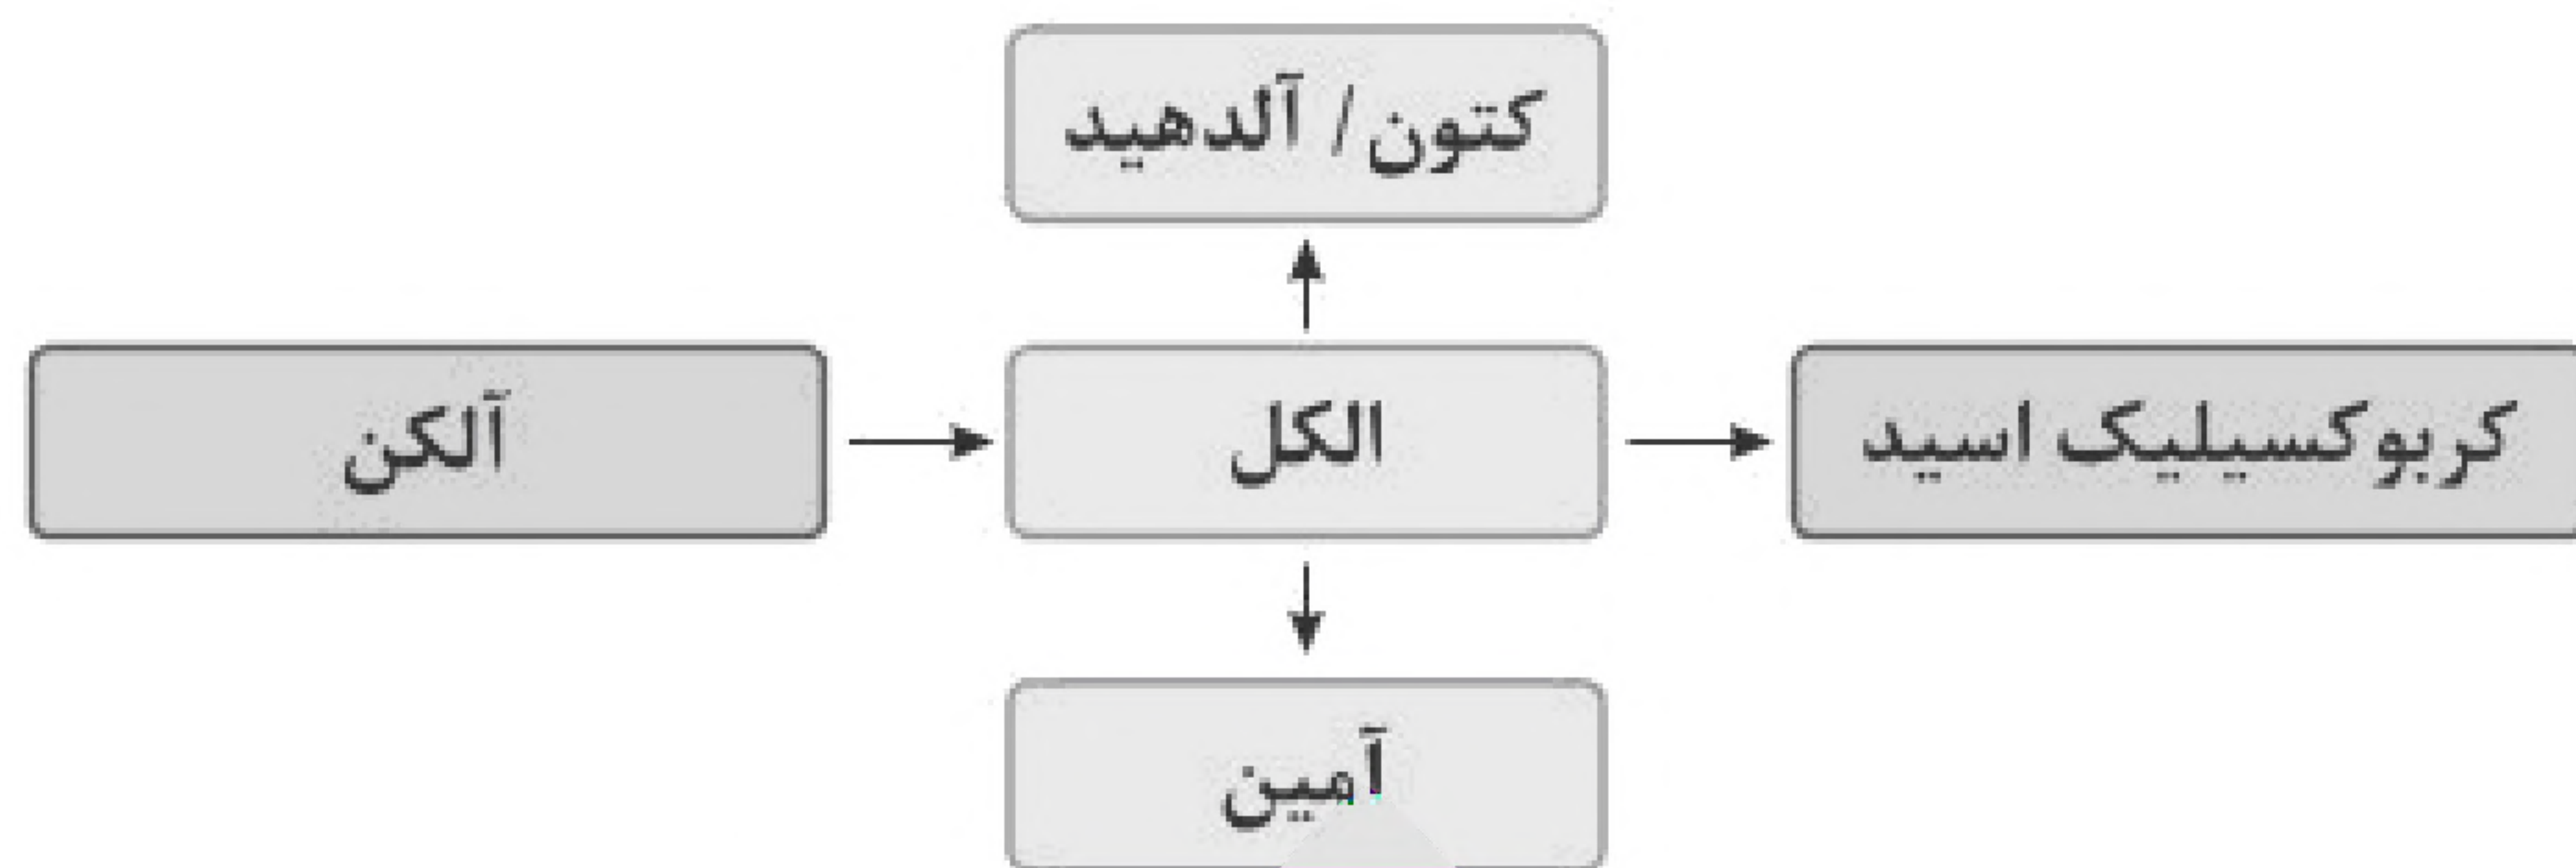 کتون / آلدهید
آلکن
الکل
کربوکسیلیک اسید
آمین